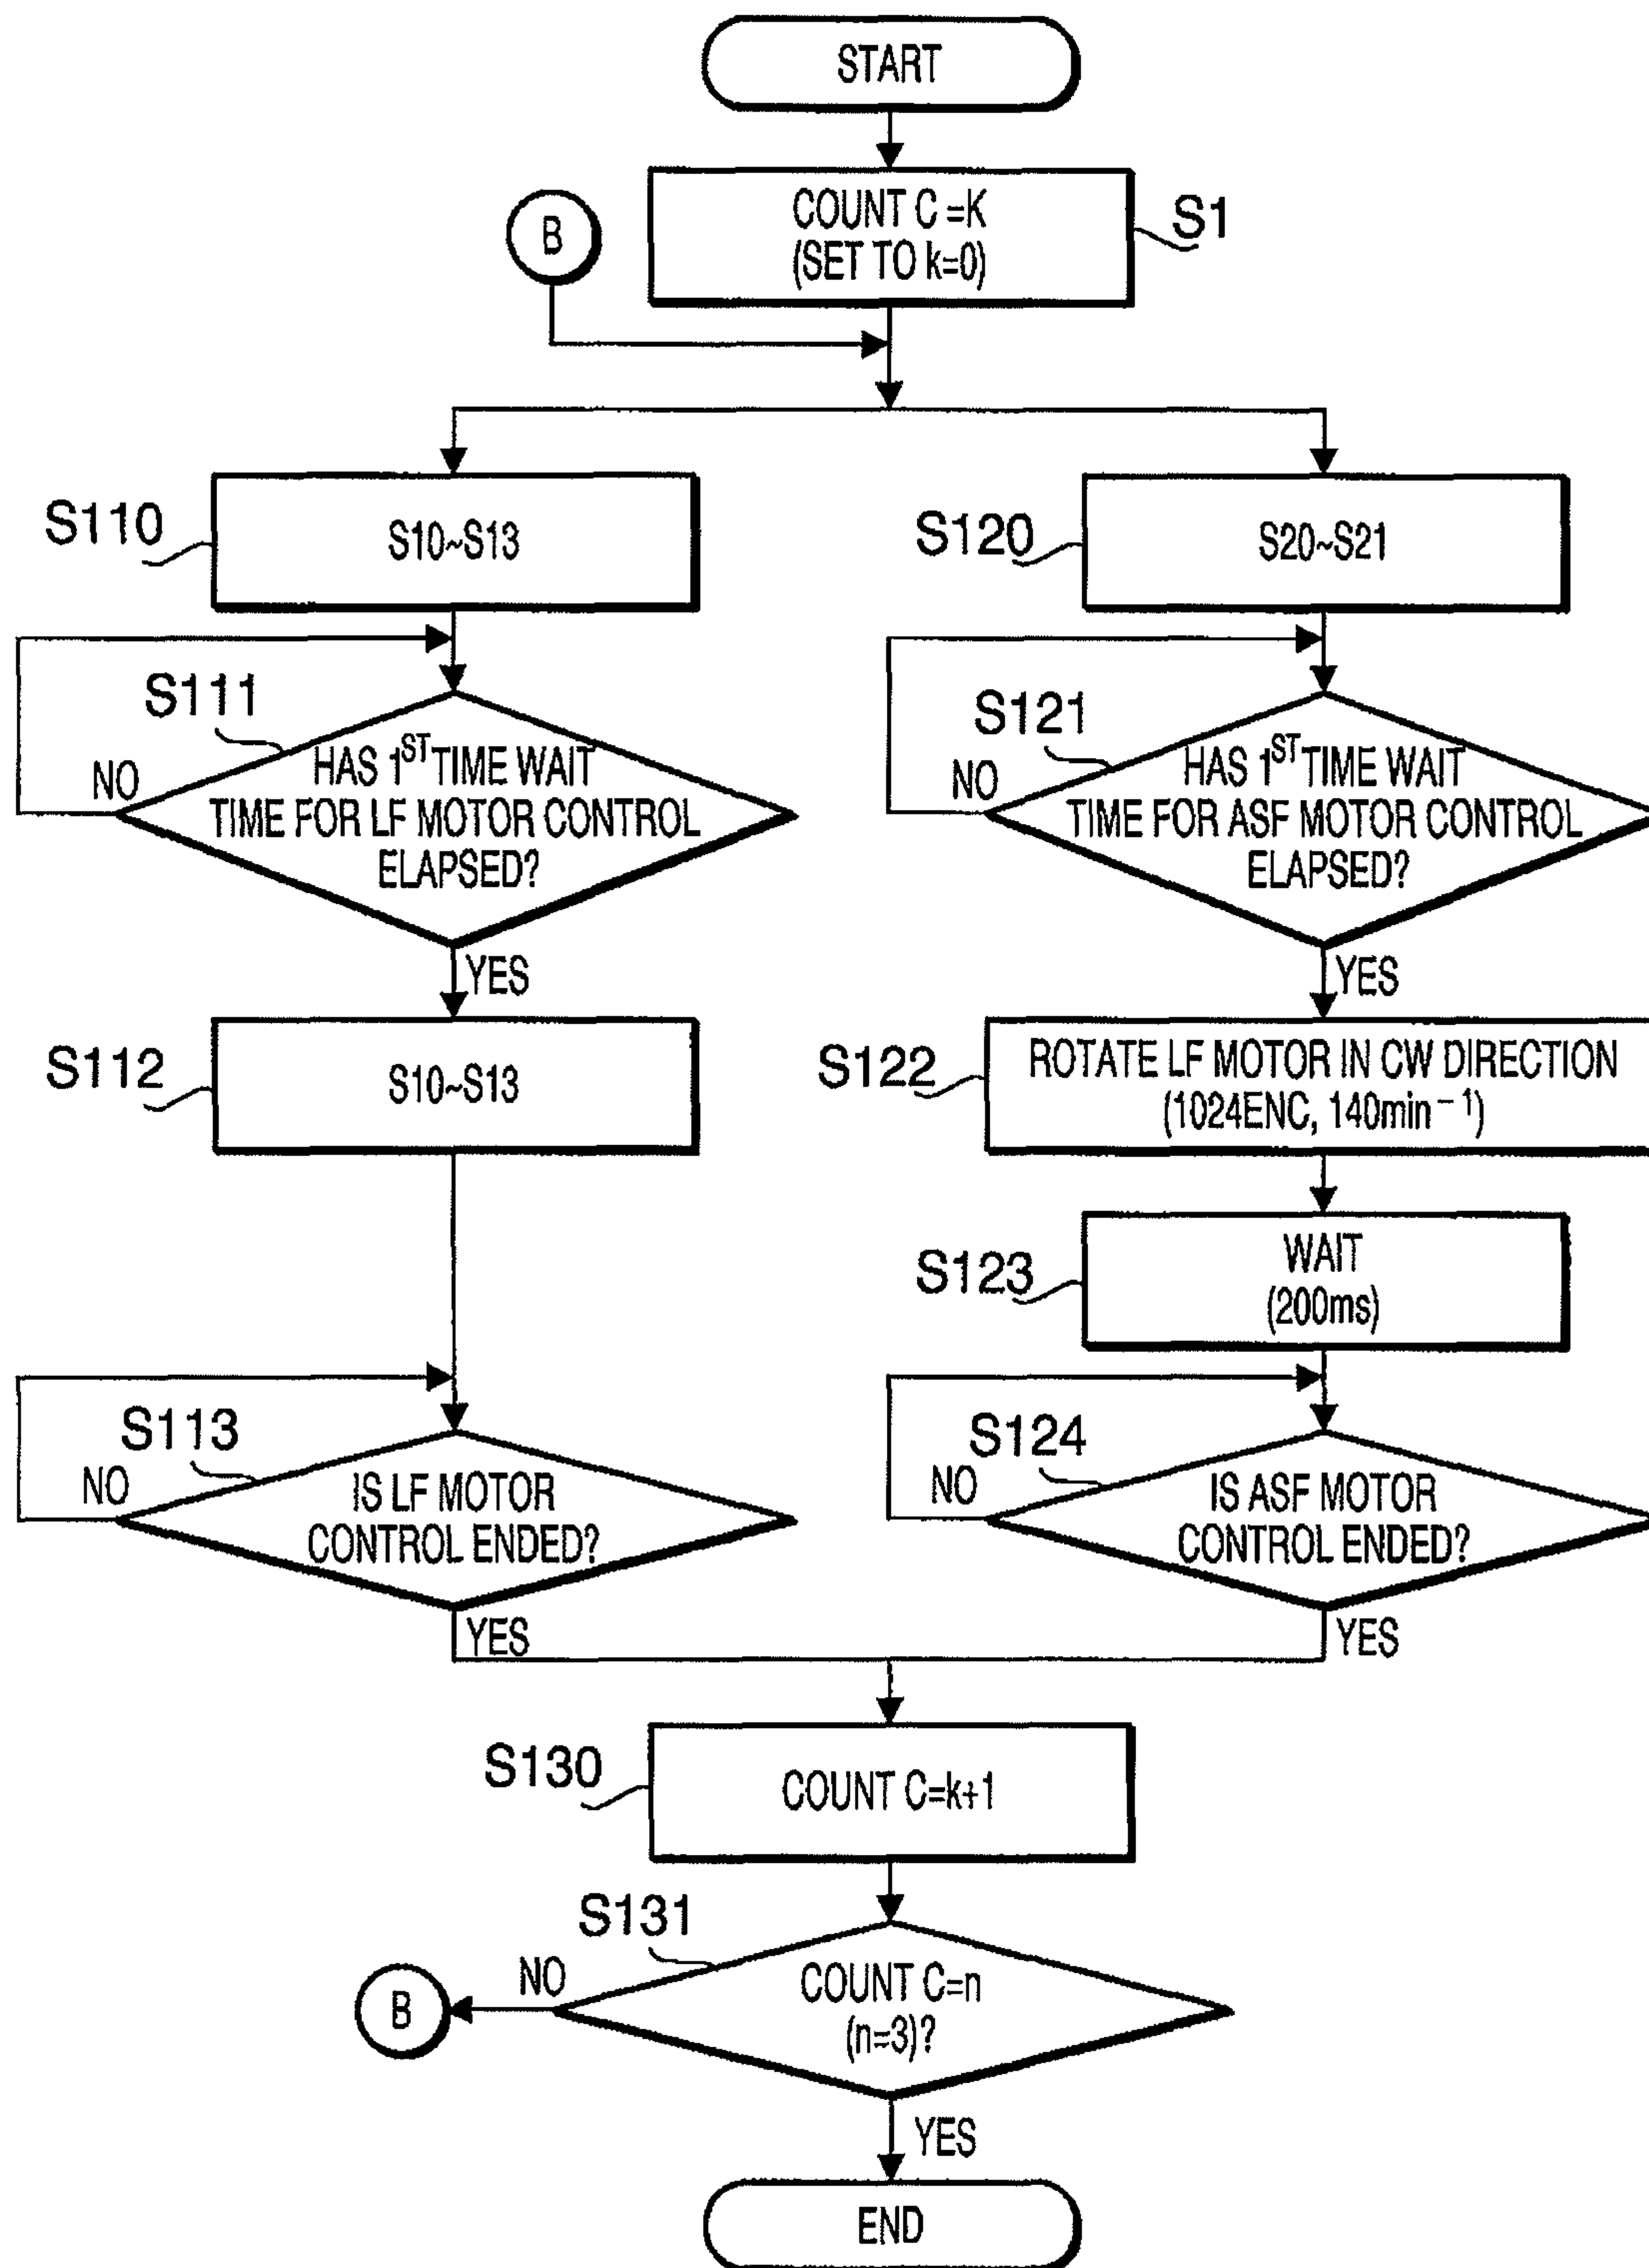 START
COUNT C =K
(SET TO k=0)
S1
B
S110
S10~S13
S120
S20~S21
S111
HAS 1ST TIME WAIT
TIME FOR LF MOTOR CONTROL
ELAPSED?
NO
YES
S121
HAS 1ST TIME WAIT
TIME FOR ASF MOTOR CONTROL
ELAPSED?
NO
YES
S112
S10~S13
S122
ROTATE LF MOTOR IN CW DIRECTION
(1024ENC, 140min⁻¹)
S123
WAIT
(200ms)
S113
IS LF MOTOR
CONTROL ENDED?
NO
YES
S124
IS ASF MOTOR
CONTROL ENDED?
NO
YES
S130
COUNT C=k+1
S131
COUNT C=n
(n=3)?
NO
B
YES
END